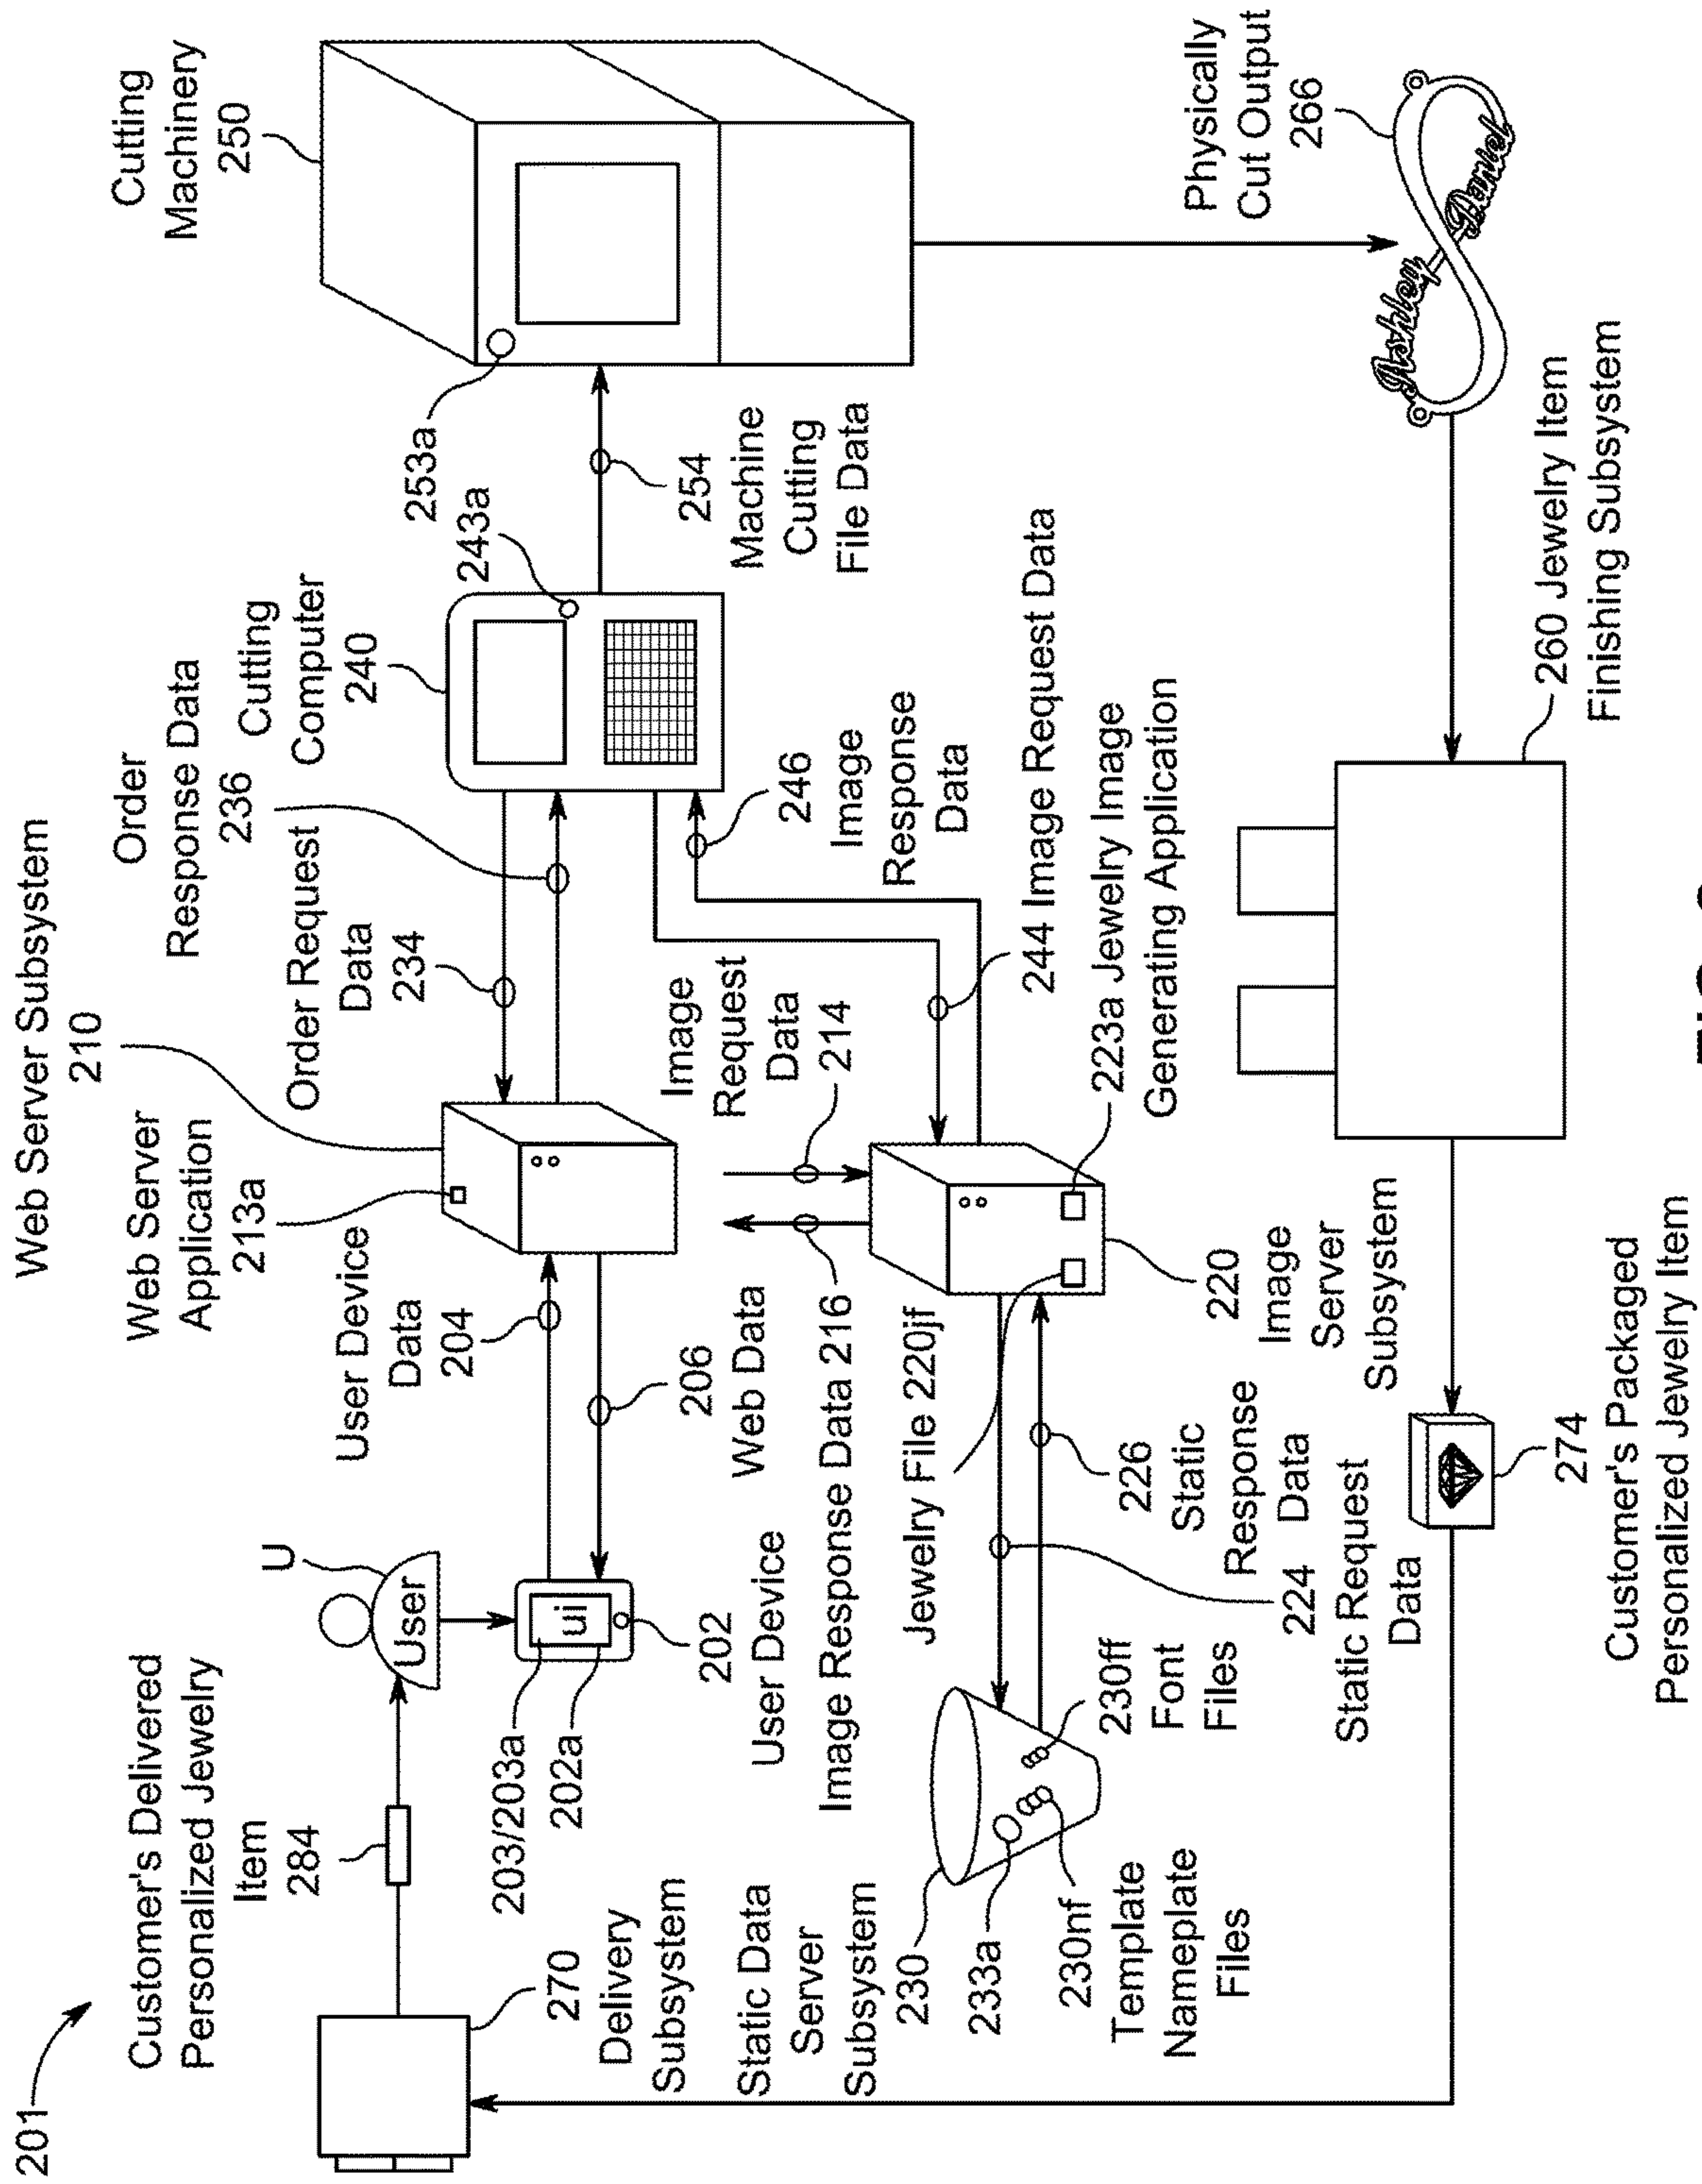 201
Customer's Delivered
Personalized Jewelry
Item
284
U
User
ui
203/203a
202a
202
User Device
270
Delivery
Subsystem
Web Server Subsystem
210
Web Server
Application
213a
User Device
Data
204
206
Web Data
Order
Response Data
236
Order Request
Data
234
Cutting
Computer
240
243a
Cutting
Machinery
250
253a
254
Machine
Cutting
File Data
Image
Request
Data
214
Image Response Data 216
246
Image
Response
Data
244 Image Request Data
223a Jewelry Image
Generating Application
Jewelry File 220jf
220
Image
Server
Subsystem
Static Data
Server
Subsystem
230
233a
230nf
Template
Nameplate
Files
230ff
Font
Files
226
Static
Response
Data
224
Static Request
Data
Physically
Cut Output
266
Ashley
Daniel
260 Jewelry Item
Finishing Subsystem
274
Customer's Packaged
Personalized Jewelry Item